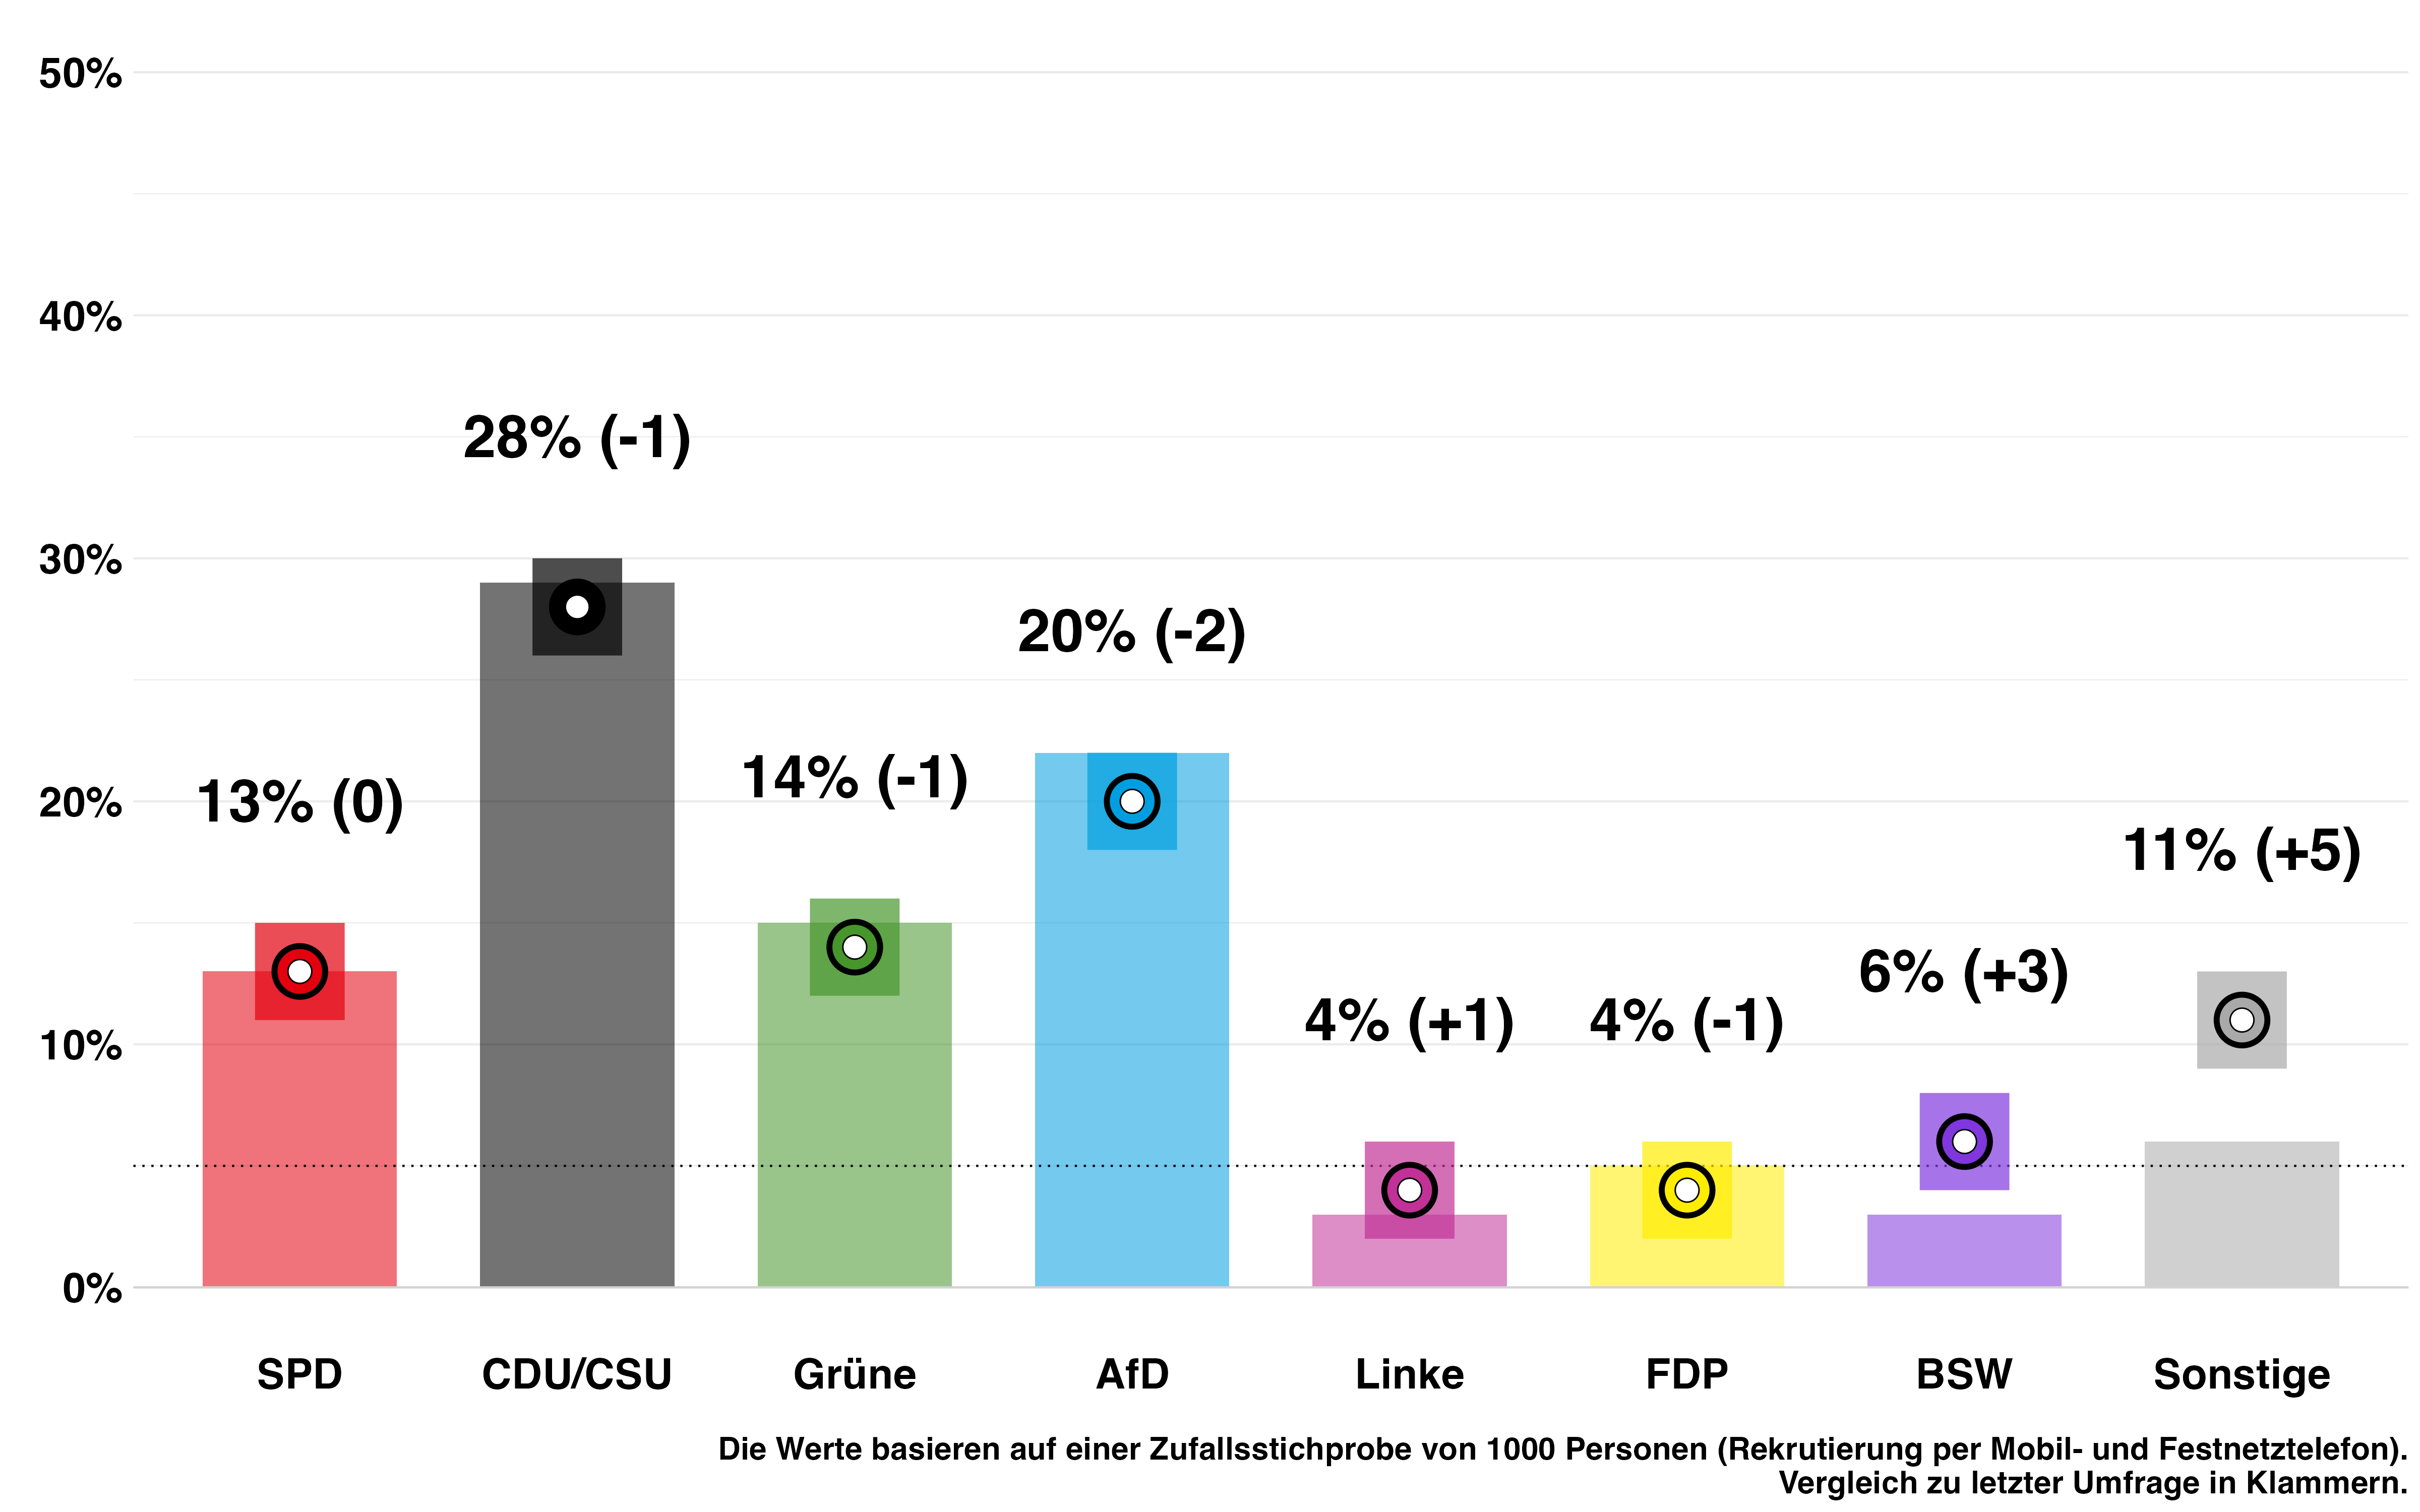 50%
40%
30%
20%
10%
0%
13% (0)
28% (-1)
14% (-1)
20% (-2)
4% (+1)
4% (-1)
6% (+3)
11% (+5)
SPD
CDU/CSU
Grüne
AfD
Linke
FDP
BSW
Sonstige
Die Werte basieren auf einer Zufallsstichprobe von 1000 Personen (Rekrutierung per Mobil- und Festnetztelefon).
Vergleich zu letzter Umfrage in Klammern.